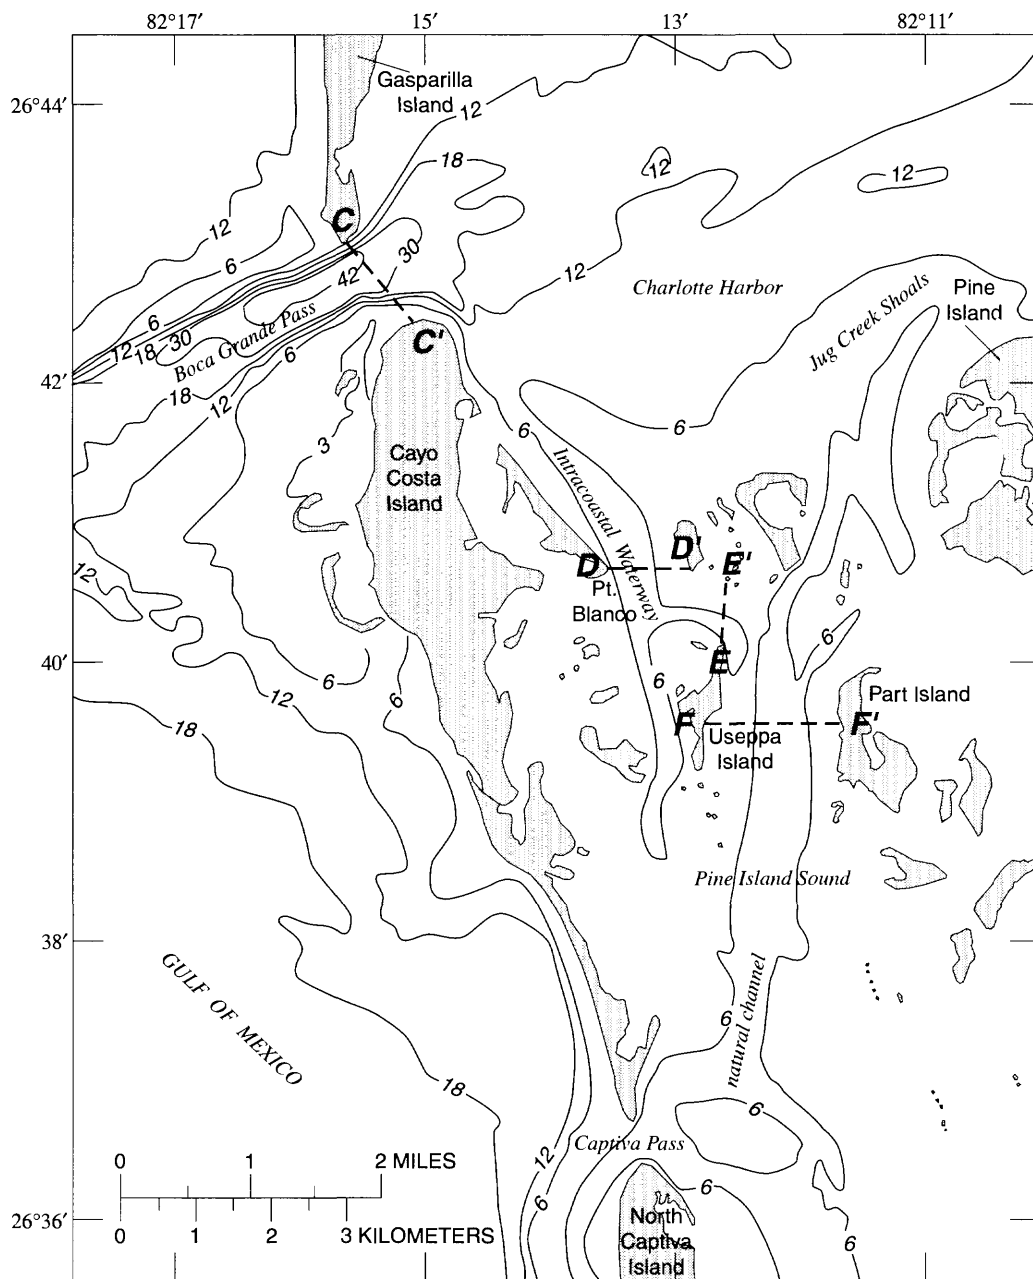 82°17′ 15′ 13′ 82°11′
26°44′
Gasparilla
Island
12
18
12
12
C
12
30
6
42
12
Charlotte Harbor
Pine
Island
Jug Creek Shoals
6
12
18
30
Boca Grande Pass
6
C'
42′
18
12
6
6
3
Cayo
Costa
Island
Intracoastal Waterway
D
D'
E'
12
Pt.
Blanco
6
40′
E
6
6
12
6
Part Island
18
F
F'
Useppa
Island
Pine Island Sound
38′
GULF OF MEXICO
natural channel
6
18
6
Captiva Pass
12
0 1 2 MILES
6
6
26°36′
0 1 2 3 KILOMETERS
North
Captiva
Island
6